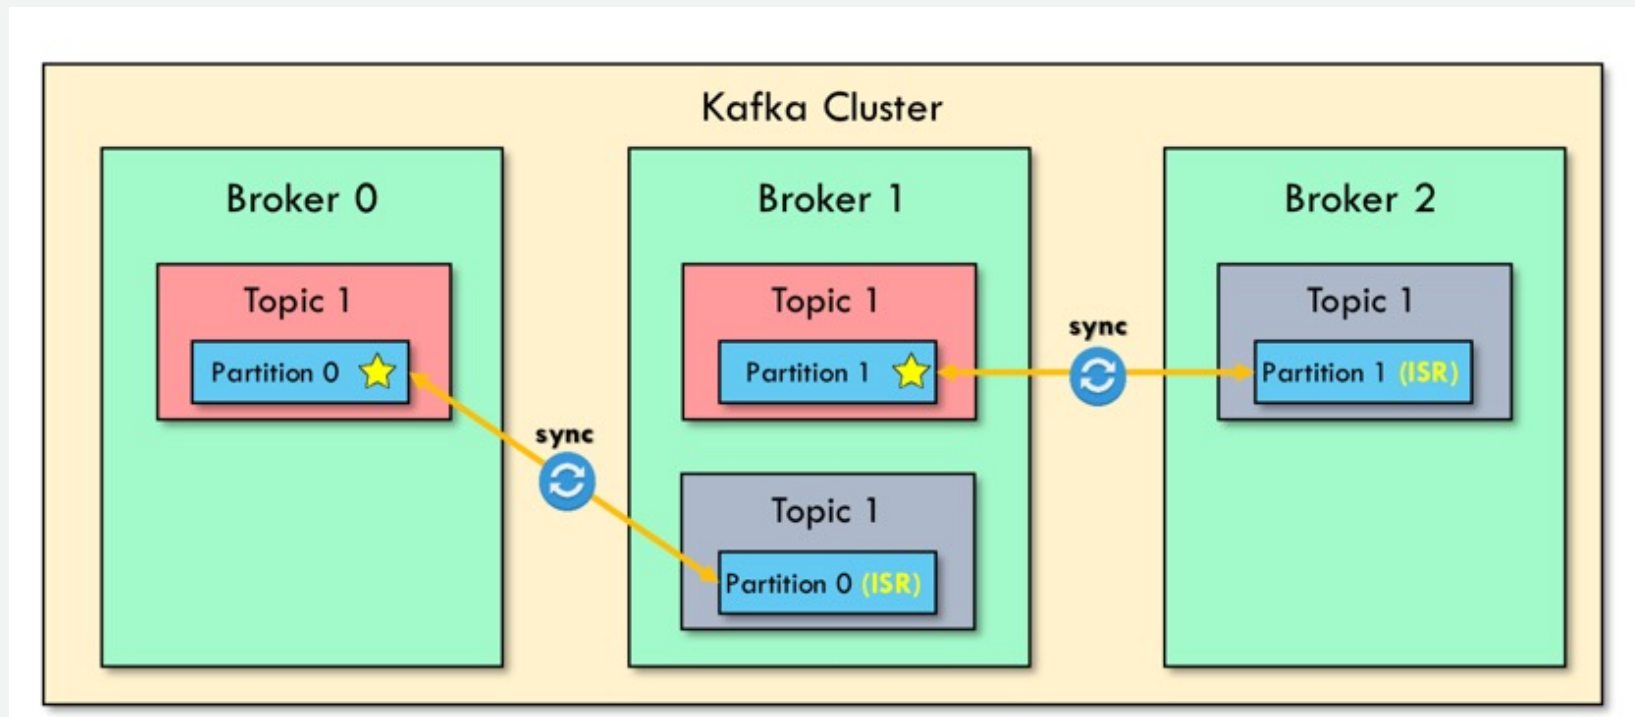 Kafka Cluster
Broker 0
Topic 1
Partition 0
sync
Broker 1
Topic 1
Partition 1
Topic 1
Partition 0 (ISR)
sync
Broker 2
Topic 1
Partition 1 (ISR)